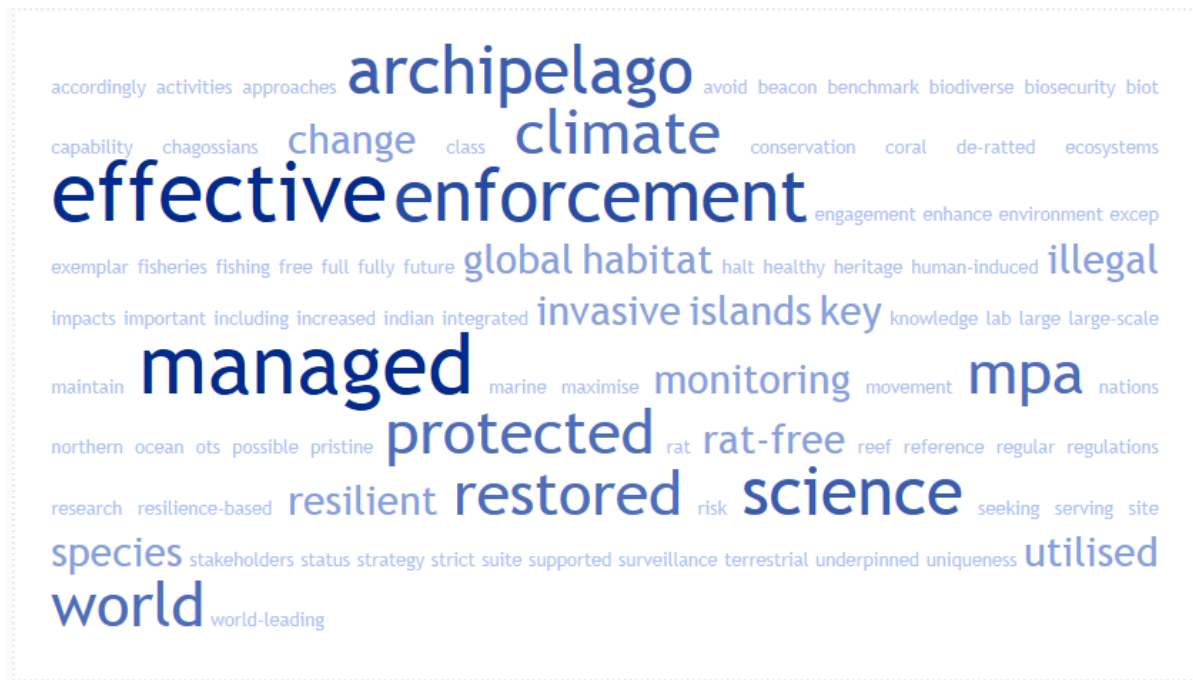 accordingly activities approaches archipelago avoid beacon benchmark biodiverse biosecurity biot
capability chagossians change class climate conservation coral de-ratted ecosystems
effective enforcement engagement enhance environment excep
exemplar fisheries fishing free full fully future global habitat halt healthy heritage human-induced illegal
impacts important including increased indian integrated invasive islands key knowledge lab large large-scale
maintain managed marine maximise monitoring movement mpa nations
northern ocean ots possible pristine protected rat rat-free reef reference regular regulations
research resilience-based resilient restored risk science seeking serving site
species stakeholders status strategy strict suite supported surveillance terrestrial underpinned uniqueness utilised
world world-leading